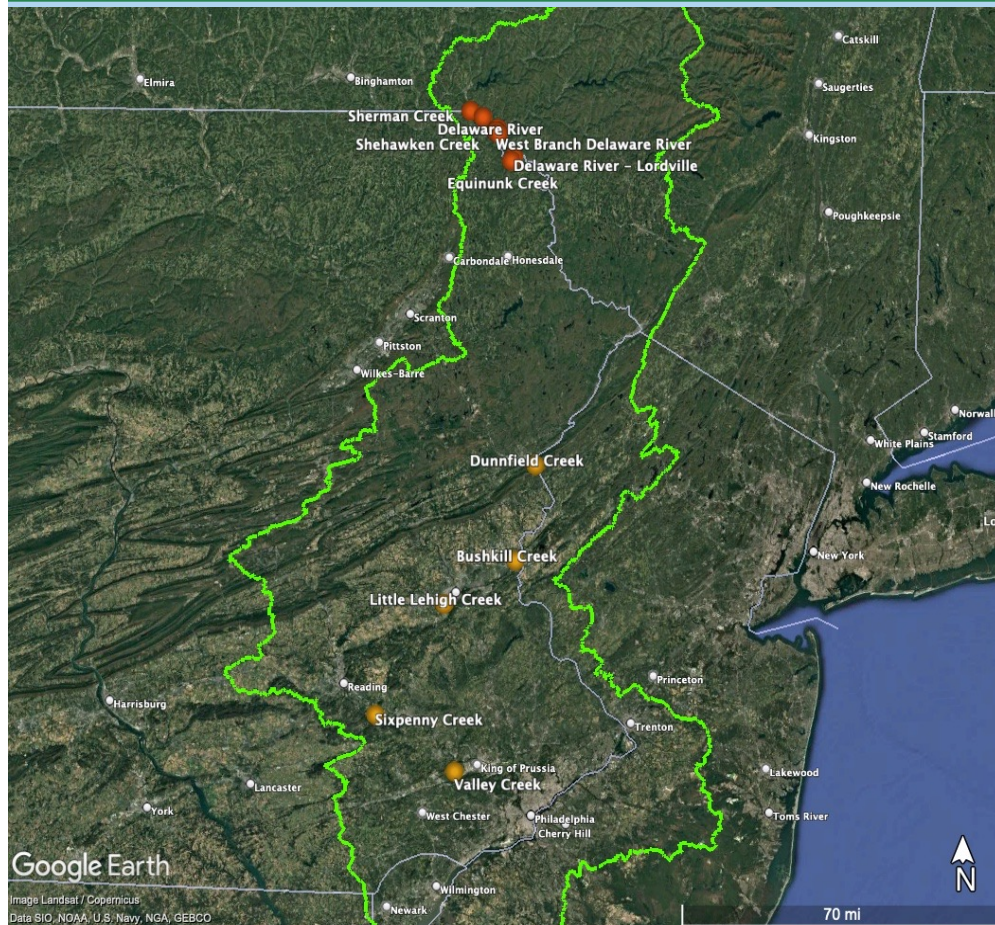 Catskill
Elmira
Binghamton
Saugerties
Sherman Creek
Delaware River
Kingston
Shehawken Creek
West Branch Delaware River
Delaware River - Lordville
Equinunk Creek
Poughkeepsie
Carbondale
Honesdale
Scranton
Pittston
Wilkes-Barre
Norwal
Stamford
White Plains
Dunnfield Creek
New Rochelle
Lo
New York
Bushkill Creek
Little Lehigh Creek
Princeton
Reading
Harrisburg
Sixpenny Creek
Trenton
King of Prussia
Lakewood
Valley Creek
Lancaster
York
West Chester
Philadelphia
Toms River
Cherry Hill
Google Earth
N
Wilmington
Image Landsat / Copernicus
Newark
Data SIO, NOAA, U.S. Navy, NGA, GEBCO
70 mi